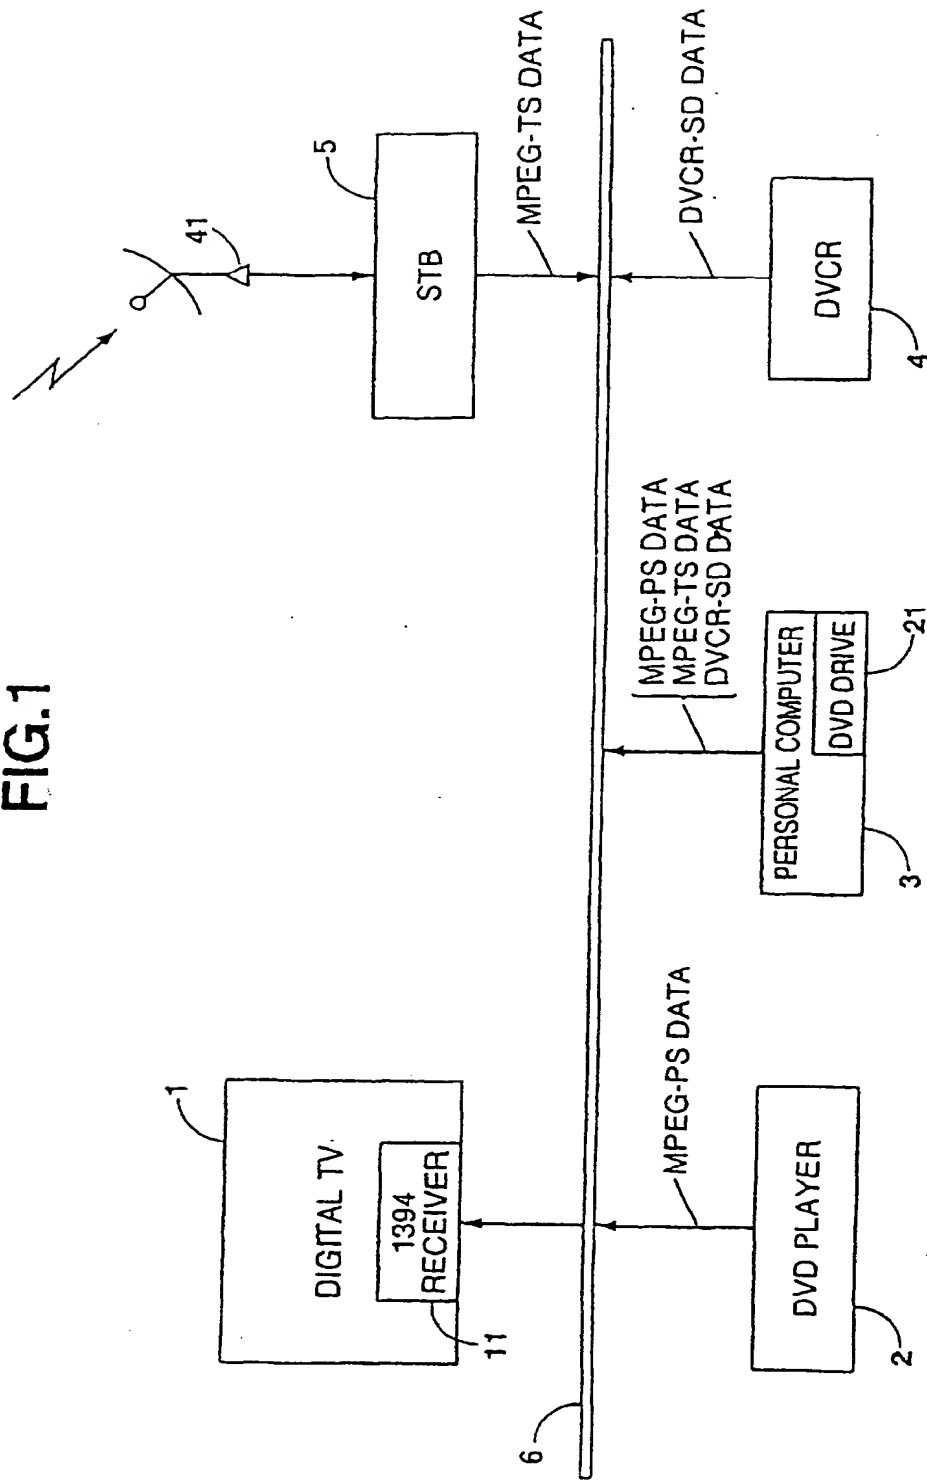 FIG.1
1
DIGITAL TV
1394
RECEIVER
11
41
5
STB
MPEG-TS DATA
6
MPEG-PS DATA
DVD PLAYER
2
MPEG-PS DATA
MPEG-TS DATA
DVCR-SD DATA
PERSONAL COMPUTER
DVD DRIVE
21
3
DVCR-SD DATA
DVCR
4